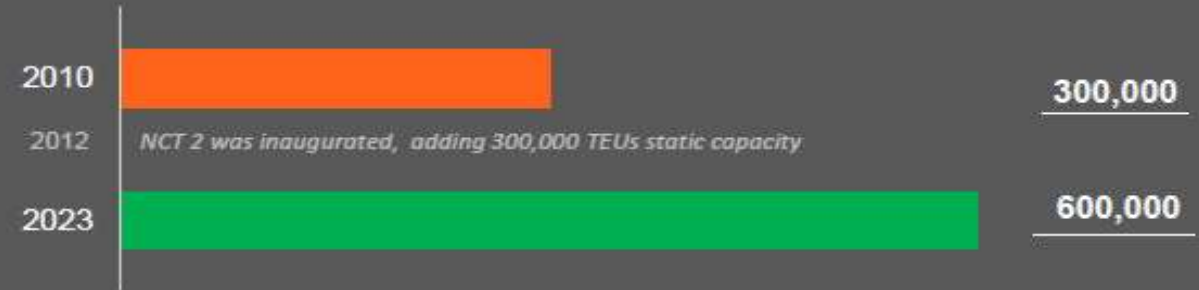 2010
300,000
2012 NCT 2 was inaugurated, adding 300,000 TEUs static capacity
2023
600,000